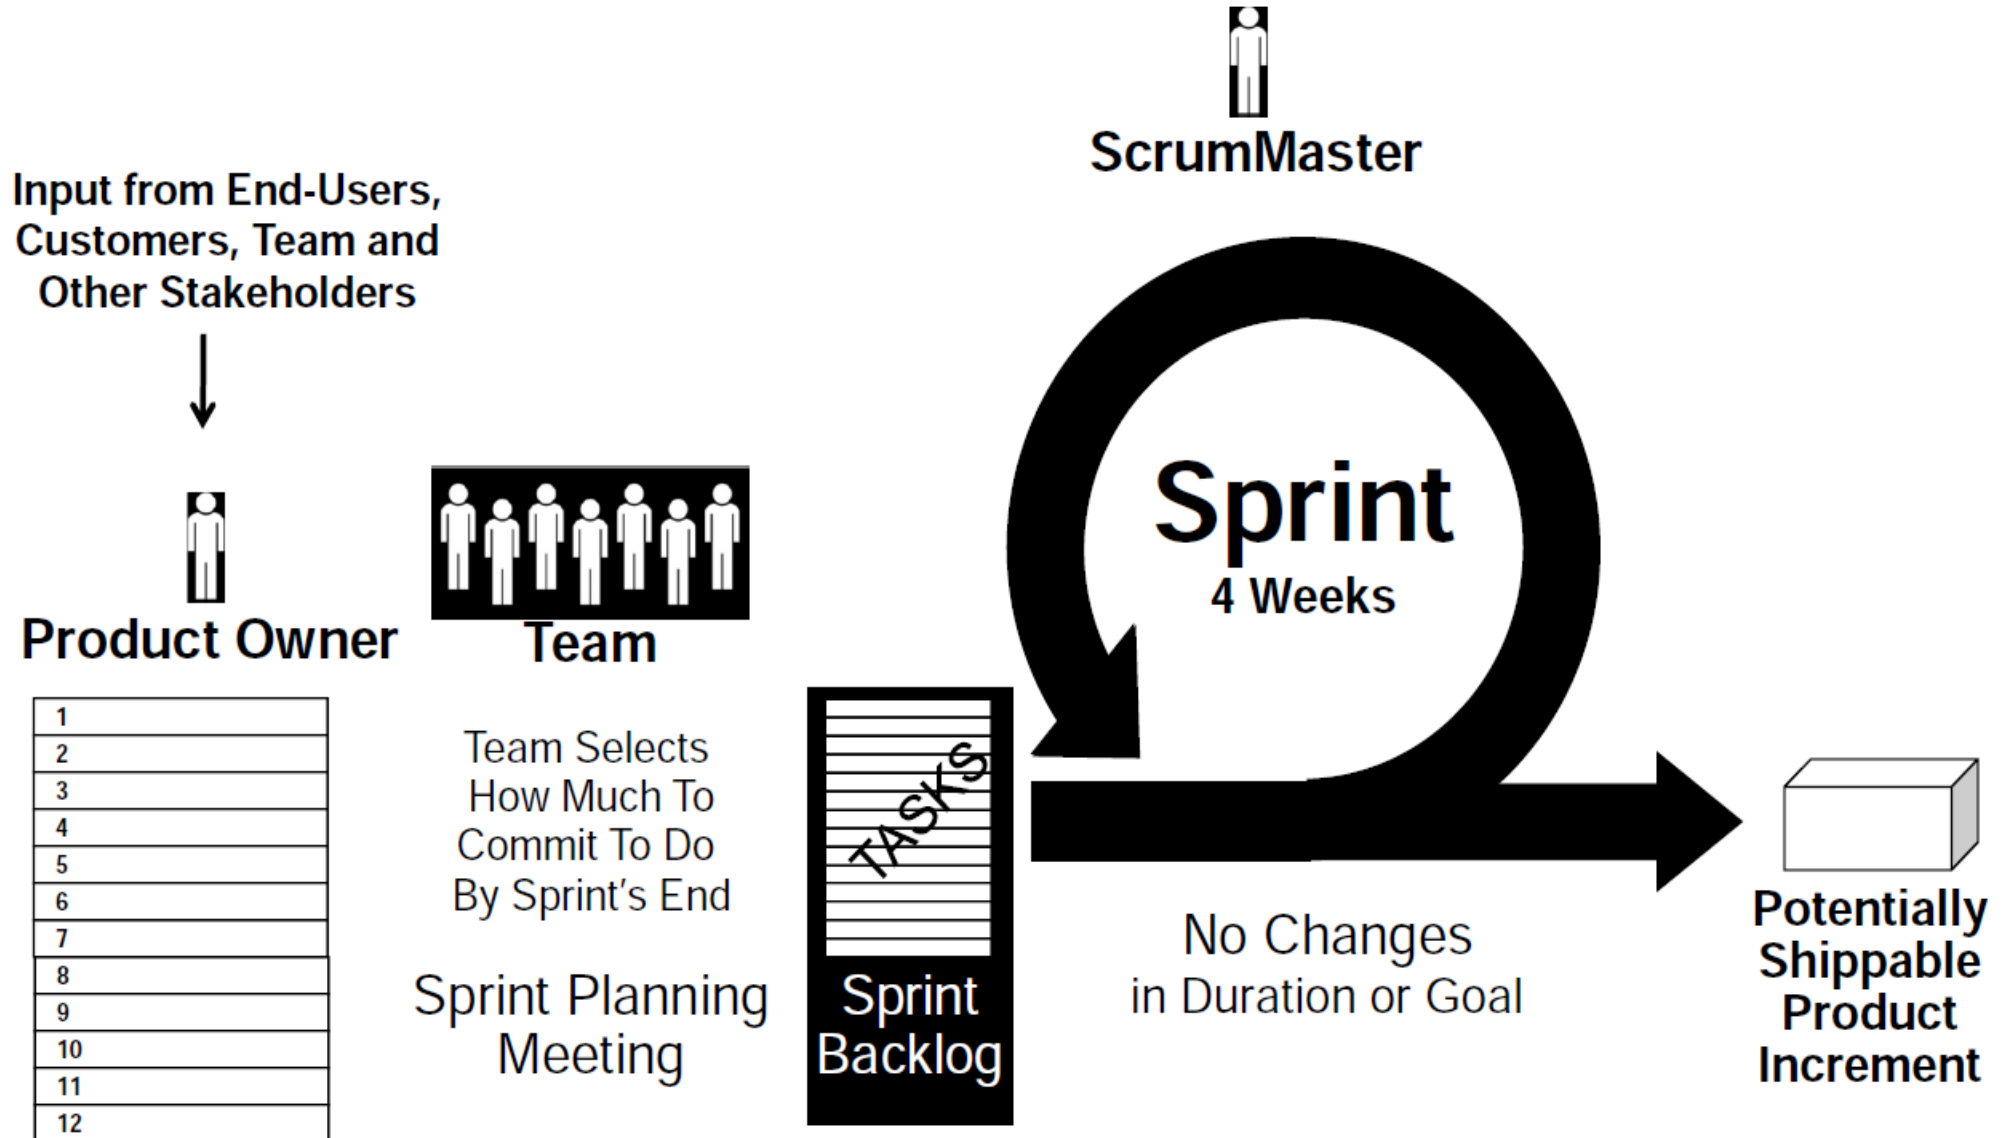 ScrumMaster
Input from End-Users,
Customers, Team and
Other Stakeholders
Product Owner
Team
Sprint
4 Weeks
1
2
3
4
5
6
7
8
9
10
11
12
Team Selects
How Much To
Commit To Do
By Sprint's End
Sprint Planning
Meeting
TASKS
Sprint
Backlog
No Changes
in Duration or Goal
Potentially
Shippable
Product
Increment